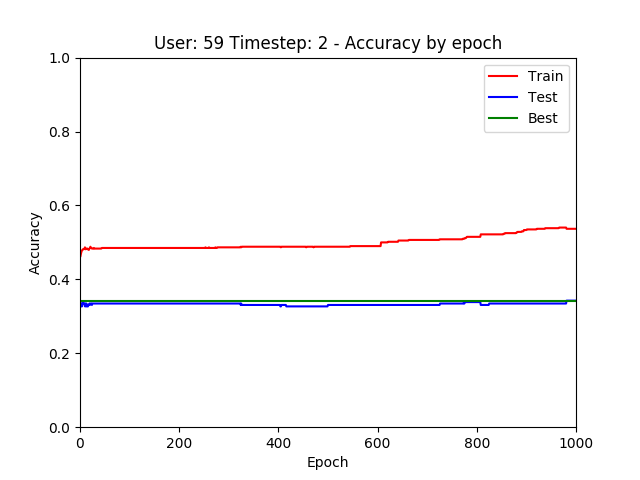 User: 59 Timestep: 2 - Accuracy by epoch
1.0
0.8
0.6
0.4
0.2
0.0
Accuracy
Train
Test
Best
0 200 400 600 800 1000
Epoch